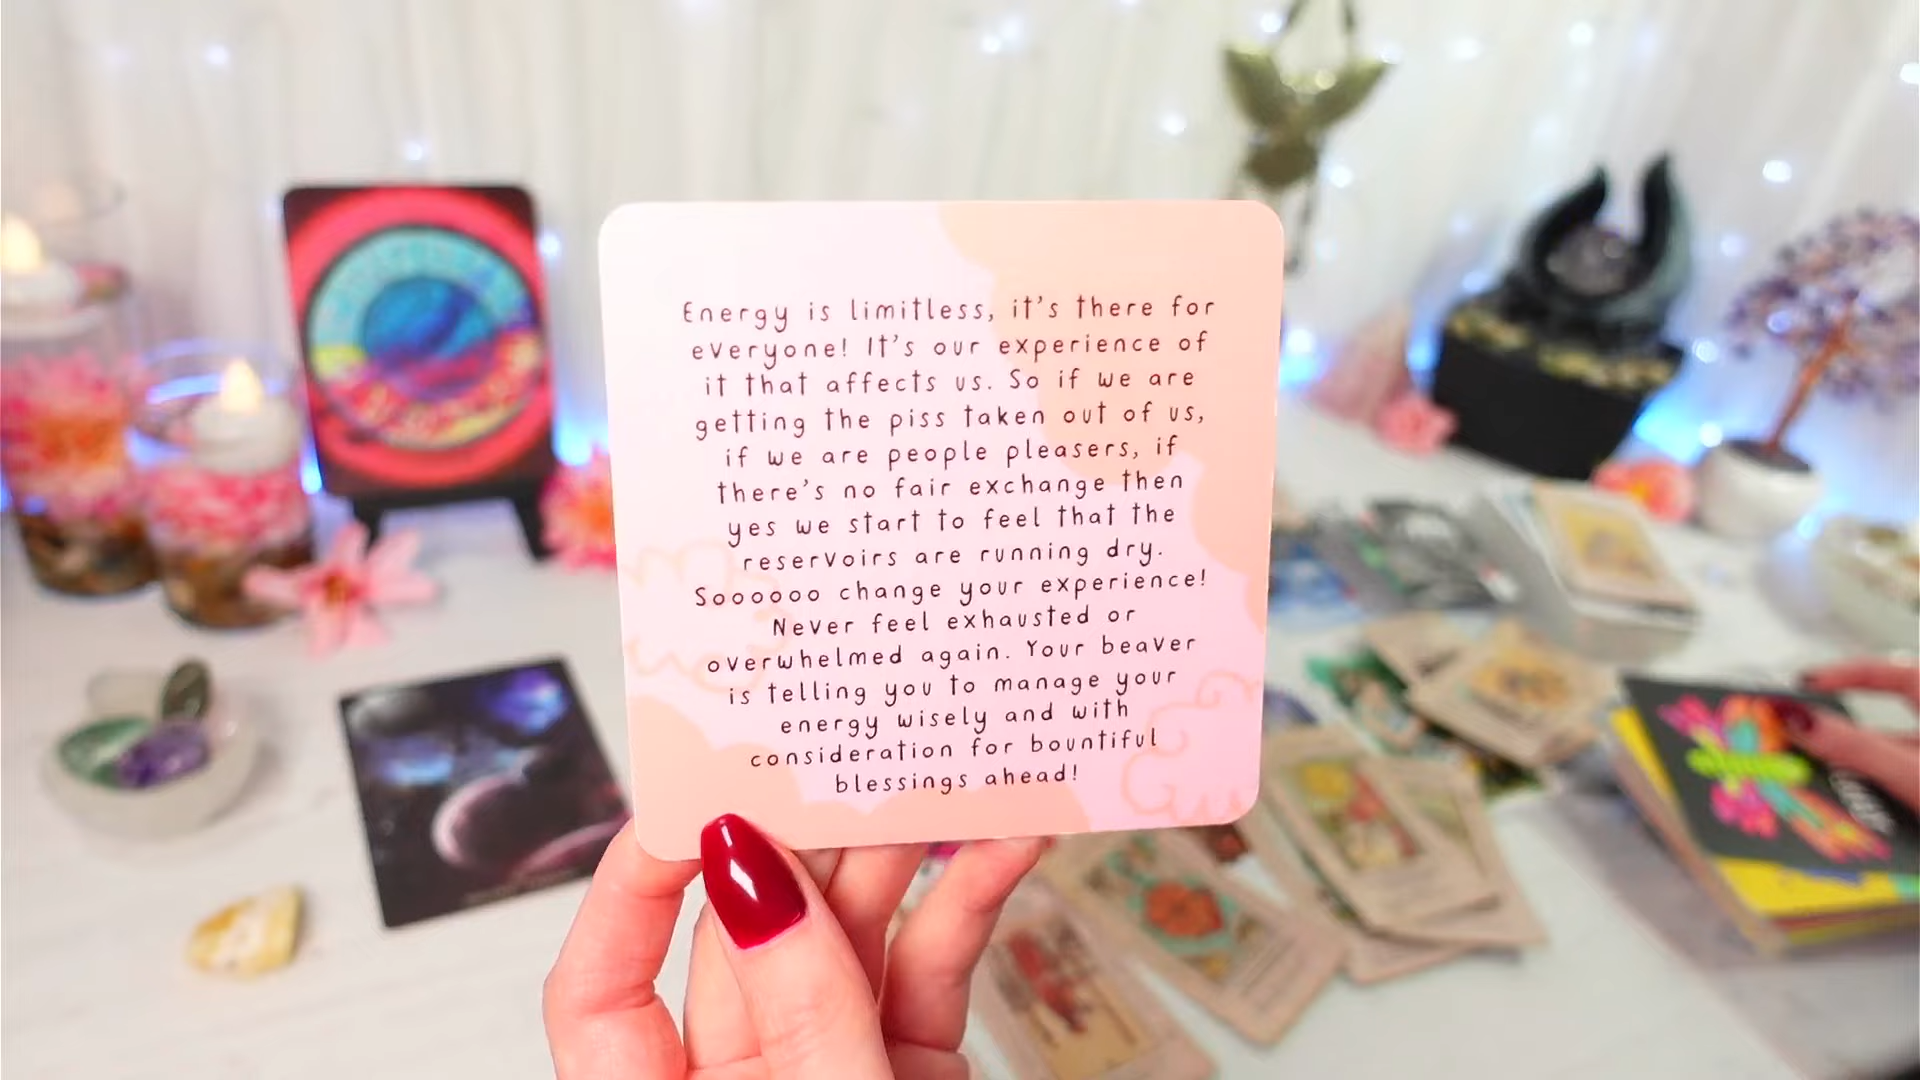 Energy is limitless, it's there for
everyone! It's our experience of
it that affects us. So if we are
getting the piss taken out of us,
if we are people pleasers, if
there's no fair exchange then
yes we start to feel that the
reservoirs are running dry.
Soooooo change your experience!
Never feel exhausted or
overwhelmed again. Your beaver
is telling you to manage your
energy wisely and with
consideration for bountiful
blessings ahead!